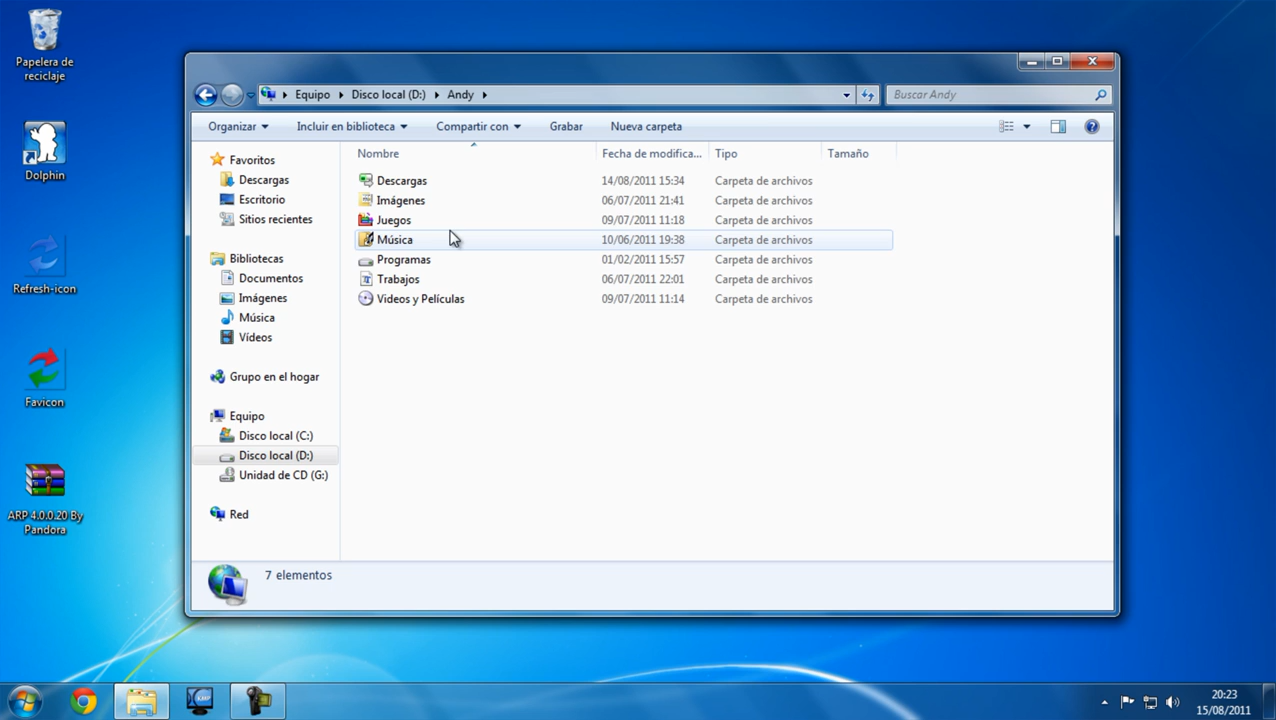 Papelera de
reciclaje
Dolphin
Refresh-icon
Favicon
ARP 4.0.0.20 By
Pandora
Equipo Disco local (D:) Andy
Buscar Andy
Organizar Incluir en biblioteca Compartir con Grabar Nueva carpeta
Favoritos
Descargas
Escritorio
Sitios recientes
Bibliotecas
Documentos
Imágenes
Música
Vídeos
Grupo en el hogar
Equipo
Disco local (C:)
Disco local (D:)
Unidad de CD (G:)
Red
Nombre Fecha de modifica... Tipo Tamaño
Descargas 14/08/2011 15:34 Carpeta de archivos
Imágenes 06/07/2011 21:41 Carpeta de archivos
Juegos 09/07/2011 11:18 Carpeta de archivos
Música 10/06/2011 19:38 Carpeta de archivos
Programas 01/02/2011 15:57 Carpeta de archivos
Trabajos 06/07/2011 22:01 Carpeta de archivos
Videos y Películas 09/07/2011 11:14 Carpeta de archivos
7 elementos
20:23
15/08/2011